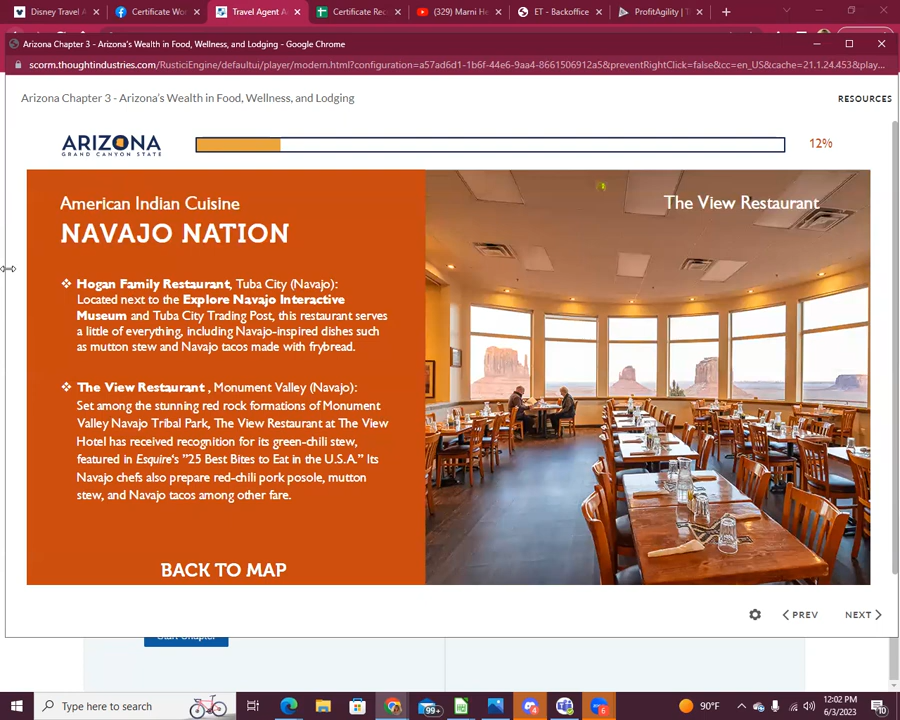 Disney Travel A
Certificate Wo
Travel Agent A
Certificate Rec
(329) Marni He
ET - Backoffice
ProfitAgility | T
Arizona Chapter 3 - Arizona's Wealth in Food, Wellness, and Lodging - Google Chrome
scorm.thoughtindustries.com/RusticiEngine/defaultui/player/modern.html?configuration=a57ad6d1-1b6f-44e6-9aa4-8661506912a5&preventRightClick=false&cc=en_US&cache=21.1.24.453&play...
Arizona Chapter 3 - Arizona's Wealth in Food, Wellness, and Lodging
RESOURCES
ARIZONA
GRAND CANYON STATE
12%
American Indian Cuisine
NAVAJO NATION
The View Restaurant
❖ Hogan Family Restaurant, Tuba City (Navajo):
Located next to the Explore Navajo Interactive
Museum and Tuba City Trading Post, this restaurant serves
a little of everything, including Navajo-inspired dishes such
as mutton stew and Navajo tacos made with frybread.
❖ The View Restaurant , Monument Valley (Navajo):
Set among the stunning red rock formations of Monument
Valley Navajo Tribal Park, The View Restaurant at The View
Hotel has received recognition for its green-chili stew,
featured in Esquire's "25 Best Bites to Eat in the U.S.A." Its
Navajo chefs also prepare red-chili pork posole, mutton
stew, and Navajo tacos among other fare.
BACK TO MAP
PREV
NEXT
Start Chapter
Type here to search
99+
4
6
90°F
12:02 PM
6/3/2023
10